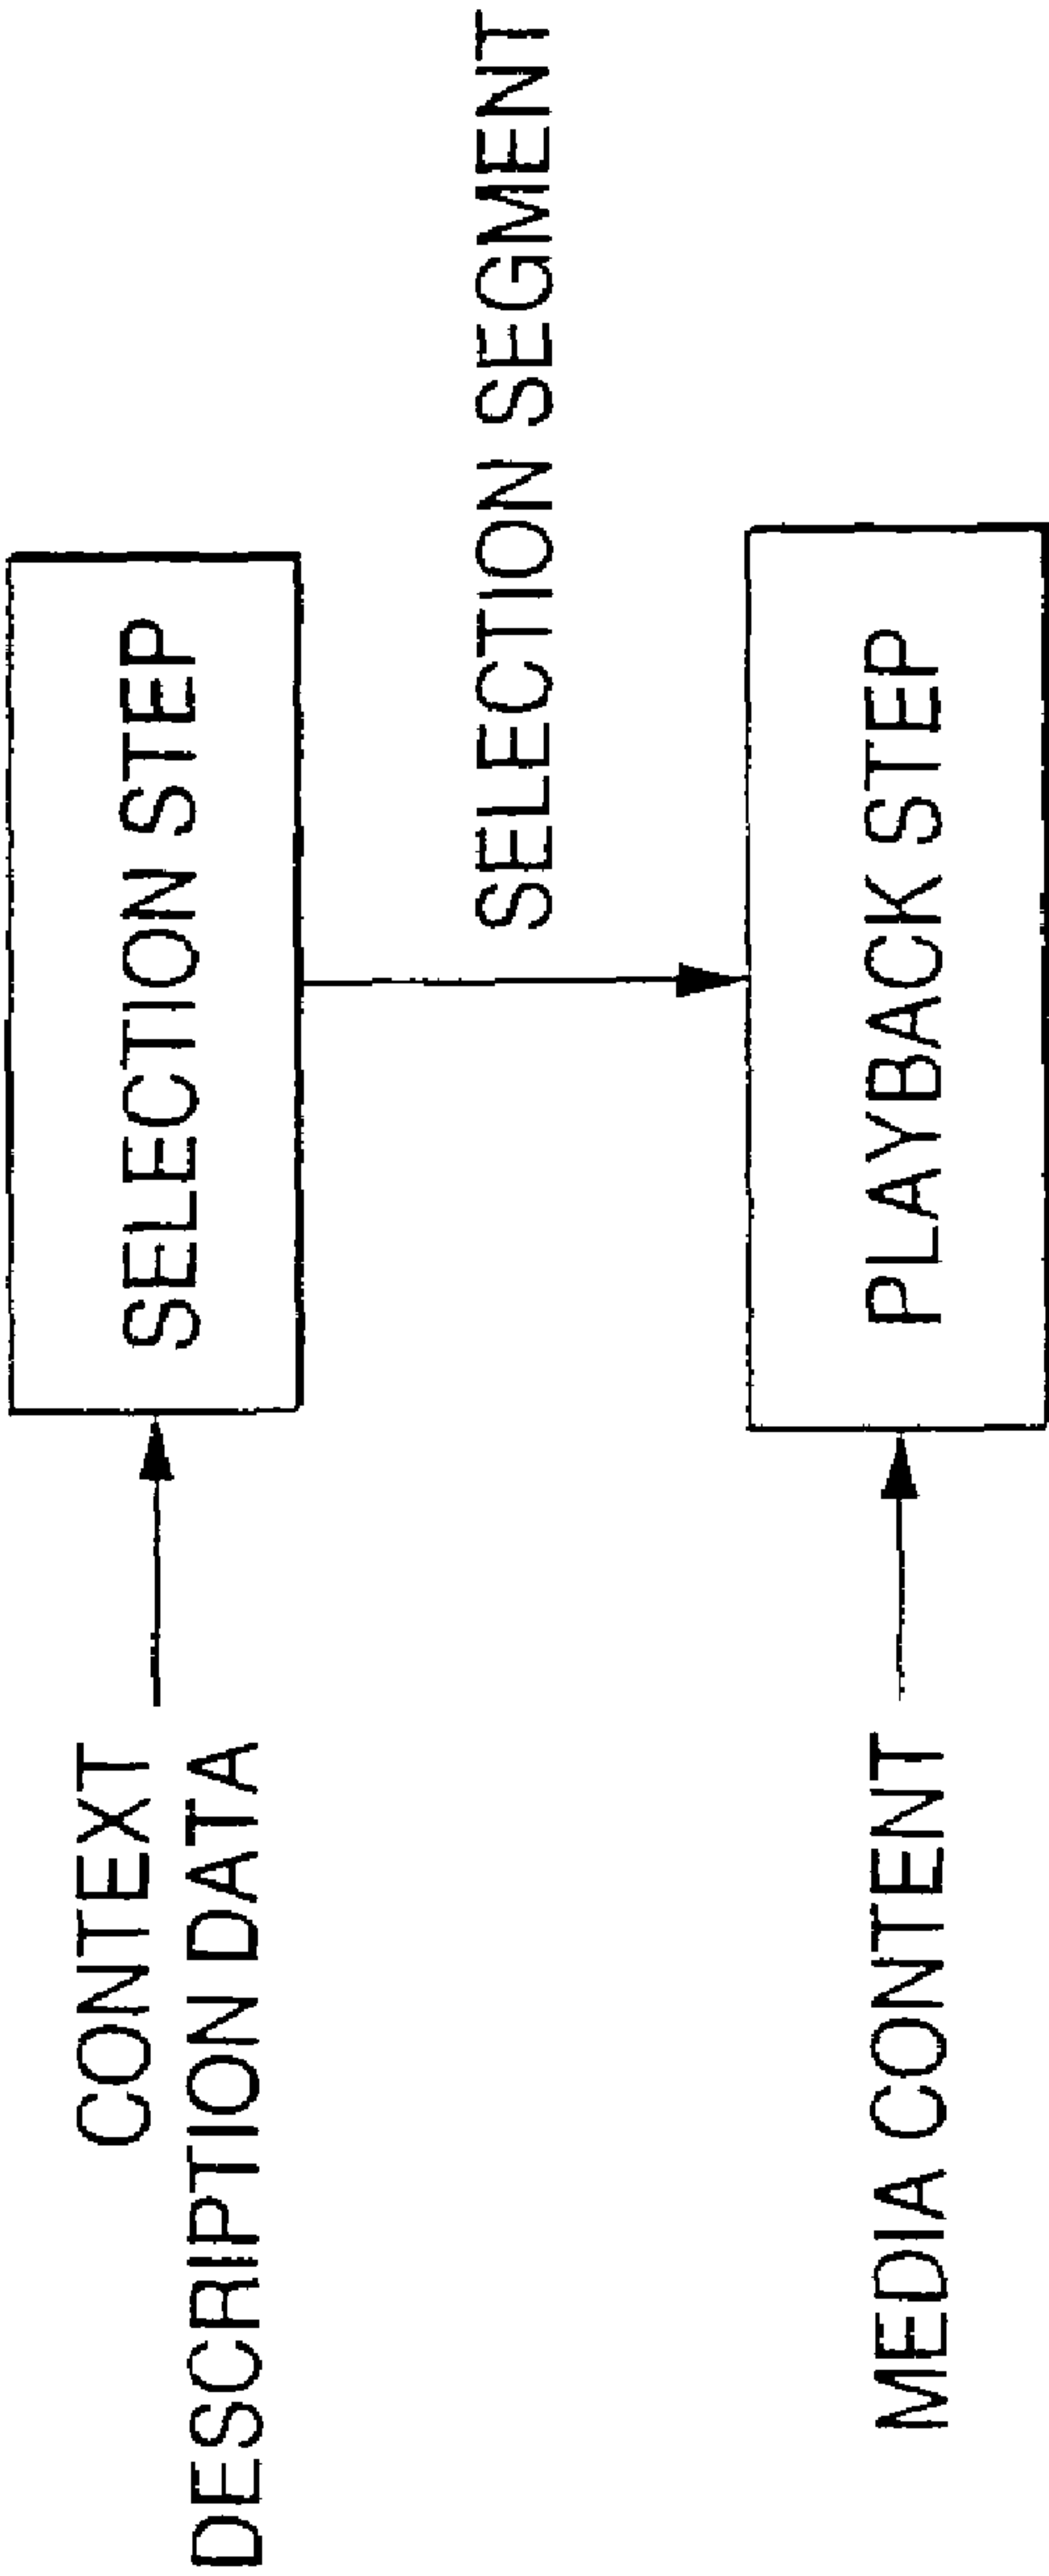 CONTEXT
DESCRIPTION DATA
SELECTION STEP
SELECTION SEGMENT
MEDIA CONTENT
PLAYBACK STEP